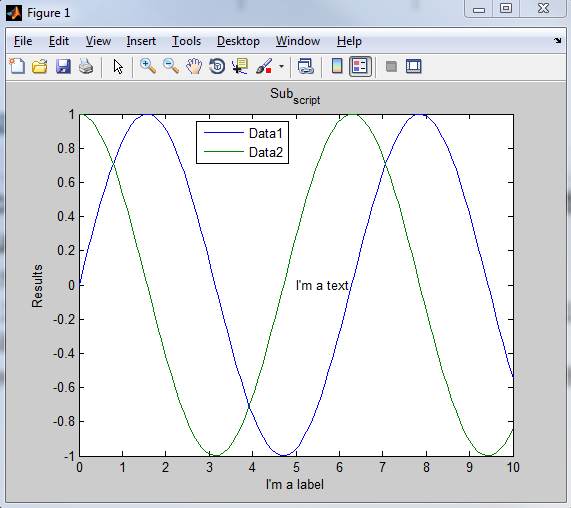 Figure 1
File Edit View Insert Tools Desktop Window Help
Sub_script
1
0.8
0.6
0.4
0.2
0
-0.2
-0.4
-0.6
-0.8
-1
Results
Data1
Data2
I'm a text
0 1 2 3 4 5 6 7 8 9 10
I'm a label